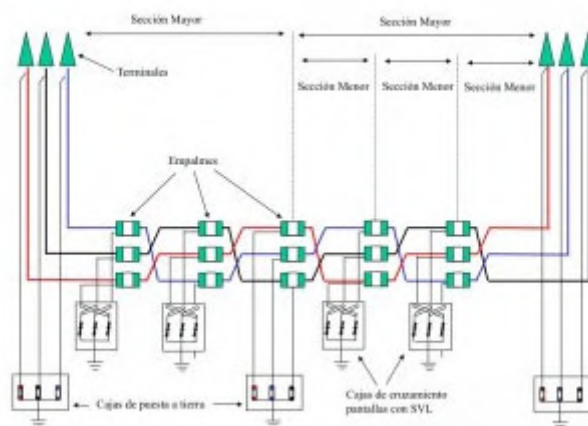 Sección Mayor
Sección Mayor
Terminales
Sección Menor
Sección Menor
Sección Menor
Empalmes
Cajas de puesta a tierra
Cajas de cruzamiento
pantallas con SVL